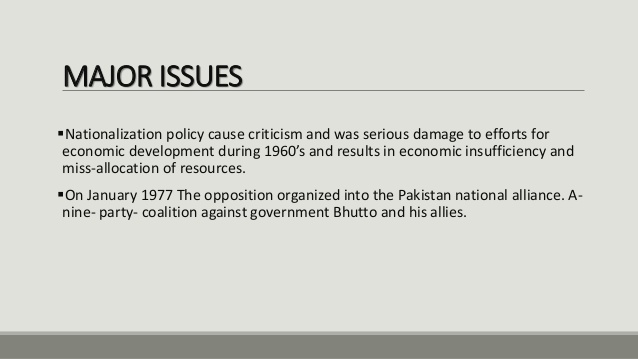 MAJOR ISSUES
▪Nationalization policy cause criticism and was serious damage to efforts for
economic development during 1960’s and results in economic insufficiency and
miss-allocation of resources.
▪On January 1977 The opposition organized into the Pakistan national alliance. A-
nine- party- coalition against government Bhutto and his allies.